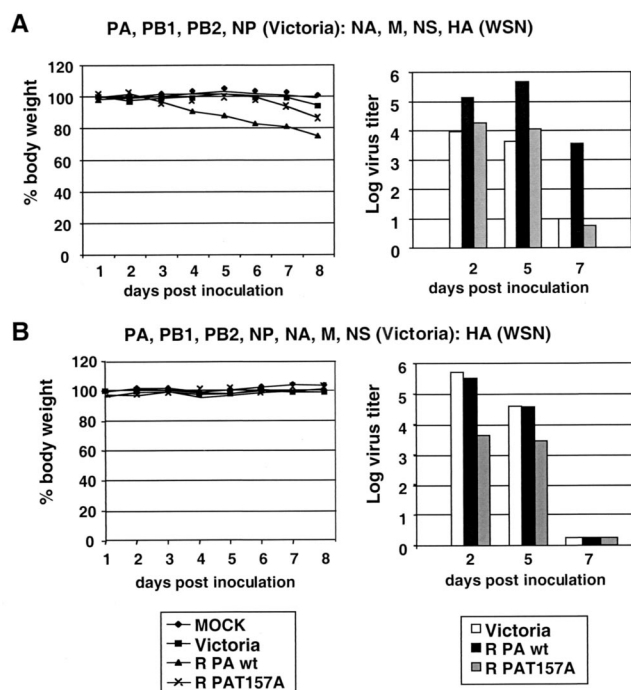 A
PA, PB1, PB2, NP (Victoria): NA, M, NS, HA (WSN)
% body weight
120
100
80
60
40
20
0
1 2 3 4 5 6 7 8
days post inoculation
Log virus titer
6
5
4
3
2
1
0
2 5 7
days post inoculation
B
PA, PB1, PB2, NP, NA, M, NS (Victoria): HA (WSN)
% body weight
120
100
80
60
40
20
0
1 2 3 4 5 6 7 8
days post inoculation
Log virus titer
6
5
4
3
2
1
0
2 5 7
days post inoculation
MOCK
Victoria
R PA wt
R PAT157A
Victoria
R PA wt
R PAT157A